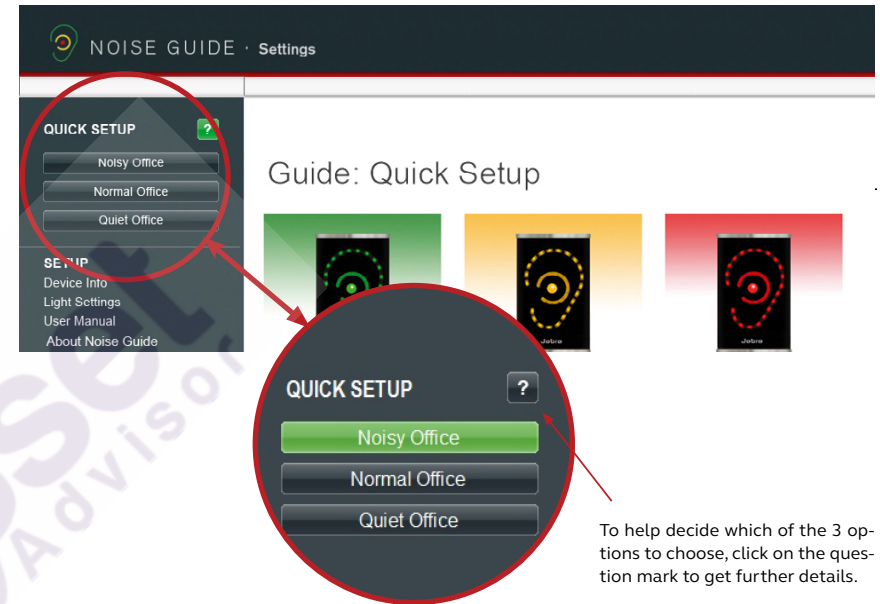 NOISE GUIDE · Settings
QUICK SETUP ?
Noisy Office
Normal Office
Quiet Office
SETUP
Device Info
Light Settings
User Manual
About Noise Guide
Guide: Quick Setup
Jabra
Jabra
QUICK SETUP ?
Noisy Office
Normal Office
Quiet Office
To help decide which of the 3 op-
tions to choose, click on the ques-
tion mark to get further details.
Advisor